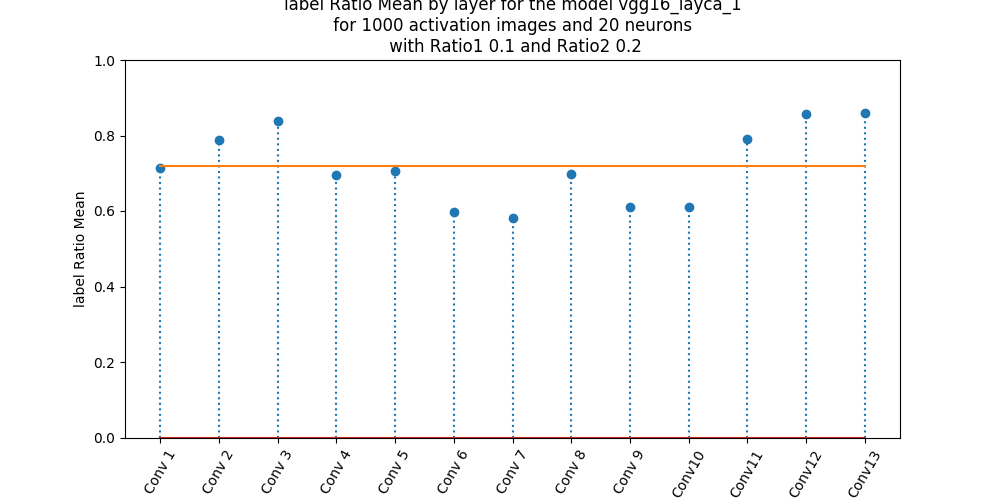 label Ratio Mean by layer for the model vgg16_layca_1
for 1000 activation images and 20 neurons
with Ratio1 0.1 and Ratio2 0.2
1.0
0.8
0.6
0.4
0.2
0.0
label Ratio Mean
Conv 1
Conv 2
Conv 3
Conv 4
Conv 5
Conv 6
Conv 7
Conv 8
Conv 9
Conv10
Conv11
Conv12
Conv13